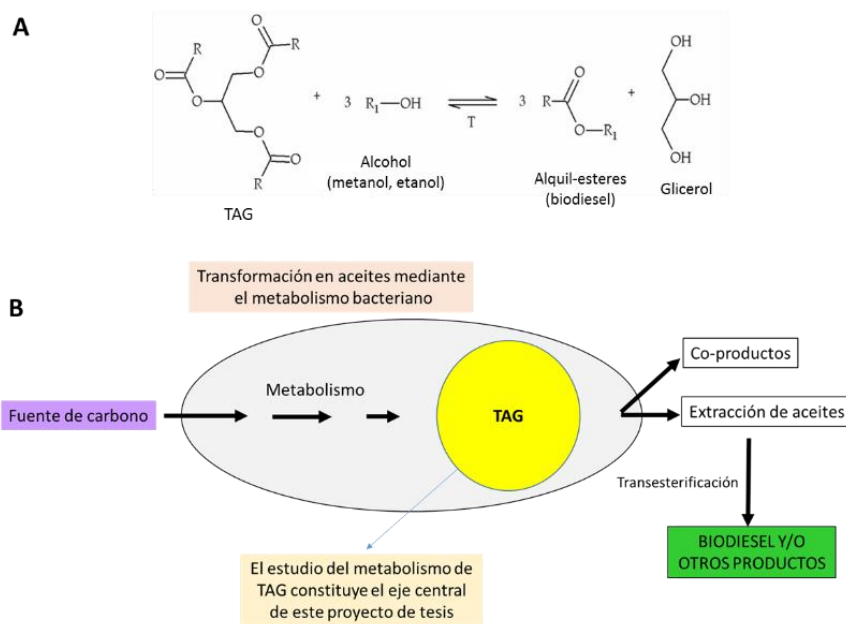 A
R
O
O
R
O
O
O
O
R
TAG
+
3 R₁—OH
Alcohol
(metanol, etanol)
T
3
R
O
O—R₁
Alquil-esteres
(biodiesel)
+
OH
OH
OH
Glicerol
B
Transformación en aceites mediante
el metabolismo bacteriano
Fuente de carbono
Metabolismo
TAG
Co-productos
Extracción de aceites
Transesterificación
BIODIESEL Y/O
OTROS PRODUCTOS
El estudio del metabolismo de
TAG constituye el eje central
de este proyecto de tesis